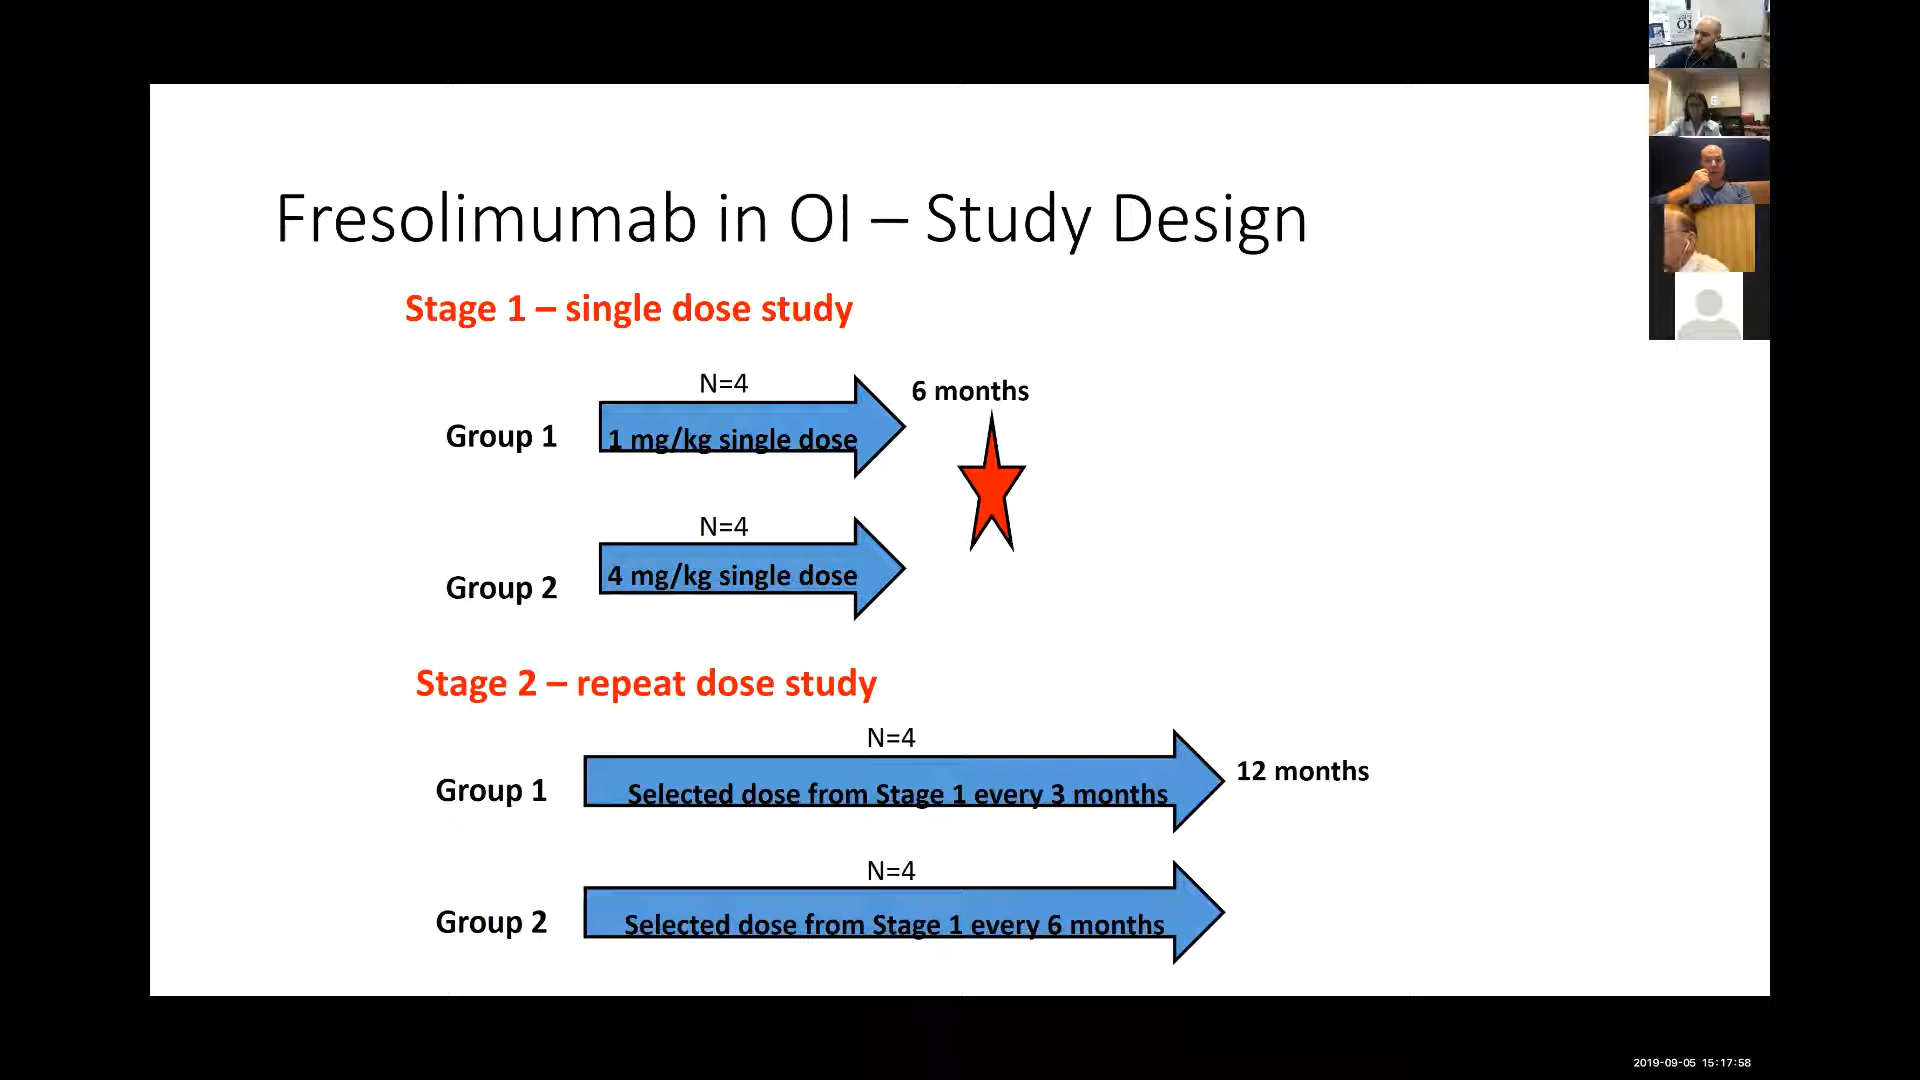 Fresolimumab in OI – Study Design
Stage 1 – single dose study
N=4
6 months
Group 1
1 mg/kg single dose
N=4
Group 2
4 mg/kg single dose
Stage 2 – repeat dose study
N=4
12 months
Group 1
Selected dose from Stage 1 every 3 months
N=4
Group 2
Selected dose from Stage 1 every 6 months
2019-09-05 15:17:58